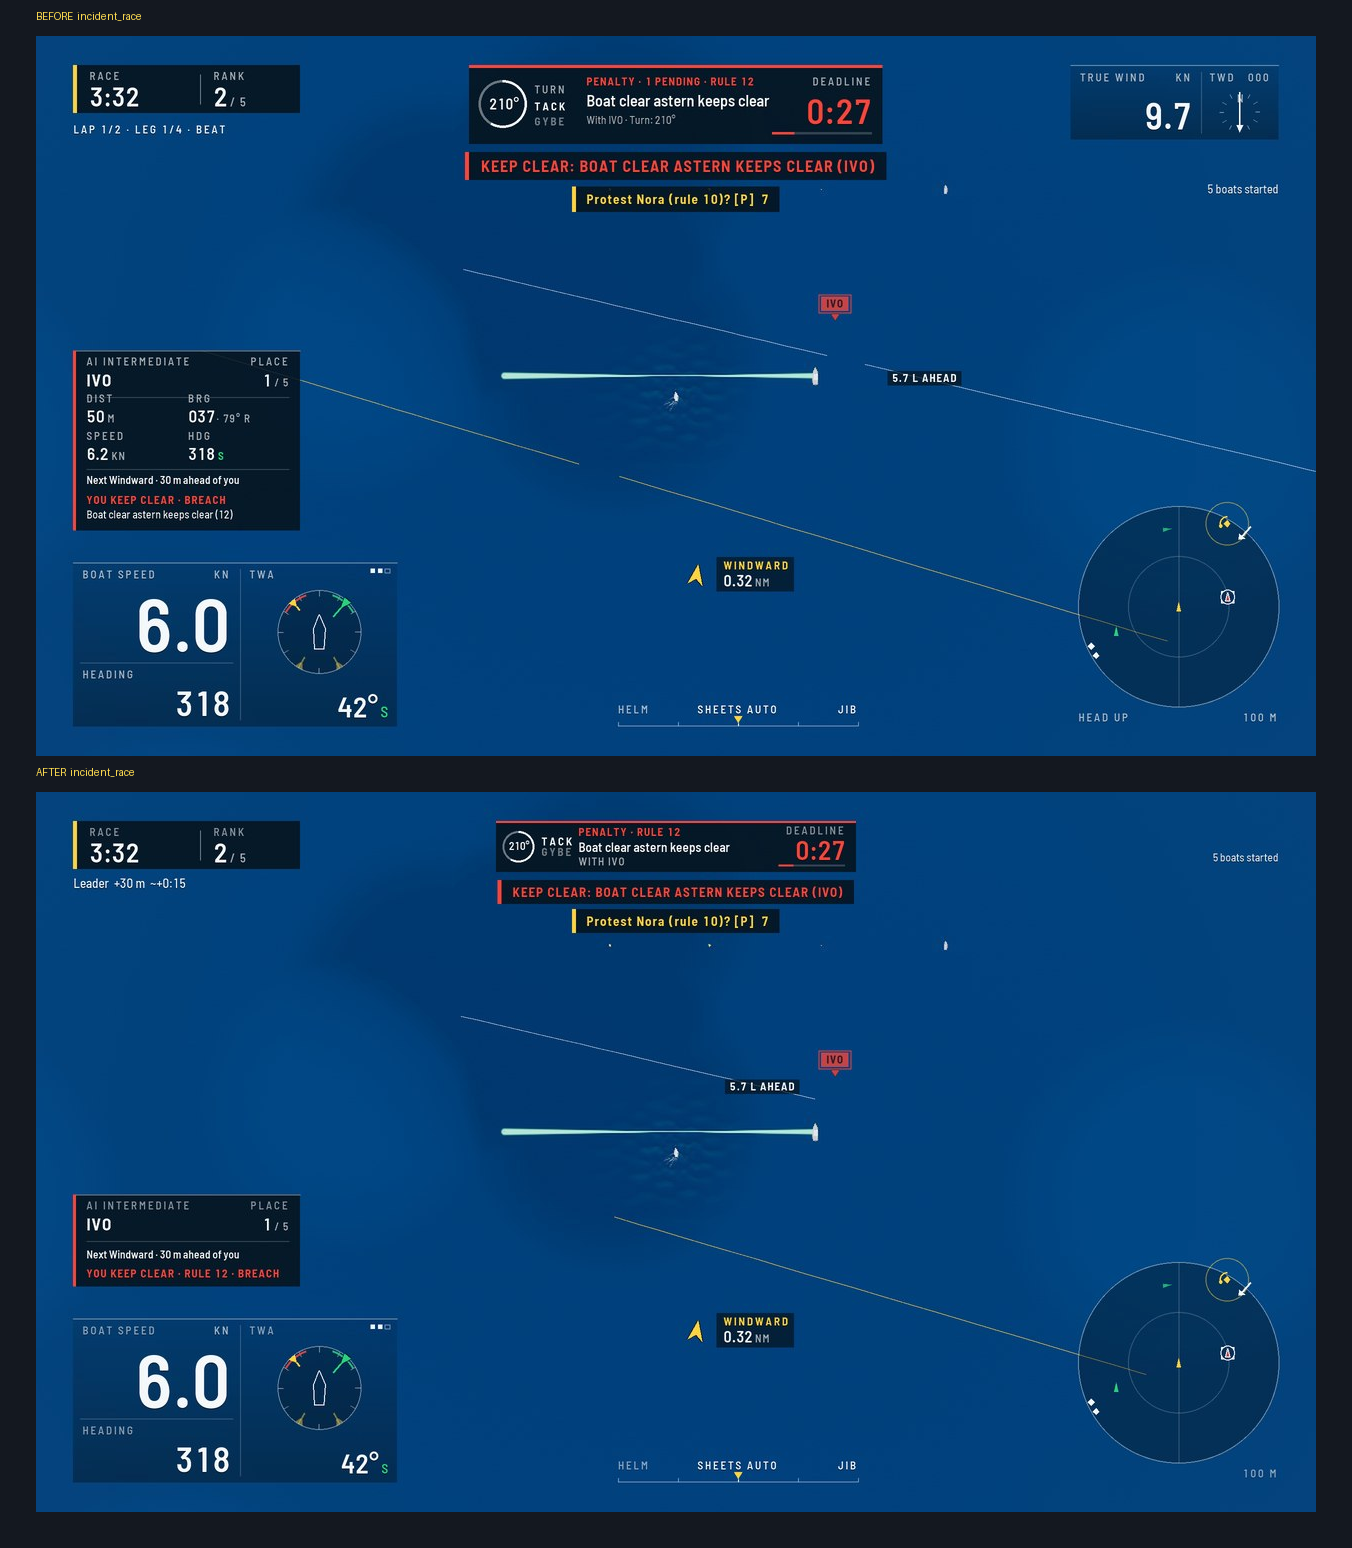 BEFORE incident_race
RACE RANK
3:32 2 / 5
LAP 1/2 · LEG 1/4 · BEAT
210°
TURN
TACK
GYBE
PENALTY · 1 PENDING · RULE 12
Boat clear astern keeps clear
With IVO · Turn: 210°
DEADLINE
0:27
KEEP CLEAR: BOAT CLEAR ASTERN KEEPS CLEAR (IVO)
Protest Nora (rule 10)? [P] 7
TRUE WIND KN TWD 000
9.7
N
5 boats started
IVO
5.7 L AHEAD
AI INTERMEDIATE PLACE
IVO 1 / 5
DIST BRG
50 M 037 · 79° R
SPEED HDG
6.2 KN 318 S
Next Windward · 30 m ahead of you
YOU KEEP CLEAR · BREACH
Boat clear astern keeps clear (12)
WINDWARD
0.32 NM
BOAT SPEED KN TWA
6.0
HEADING
318 42° S
HELM SHEETS AUTO JIB
HEAD UP 100 M
AFTER incident_race
RACE RANK
3:32 2 / 5
Leader +30 m ~+0:15
210°
TACK
GYBE
PENALTY · RULE 12
Boat clear astern keeps clear
WITH IVO
DEADLINE
0:27
KEEP CLEAR: BOAT CLEAR ASTERN KEEPS CLEAR (IVO)
Protest Nora (rule 10)? [P] 7
5 boats started
IVO
5.7 L AHEAD
AI INTERMEDIATE PLACE
IVO 1 / 5
Next Windward · 30 m ahead of you
YOU KEEP CLEAR · RULE 12 · BREACH
WINDWARD
0.32 NM
BOAT SPEED KN TWA
6.0
HEADING
318 42° S
HELM SHEETS AUTO JIB
100 M